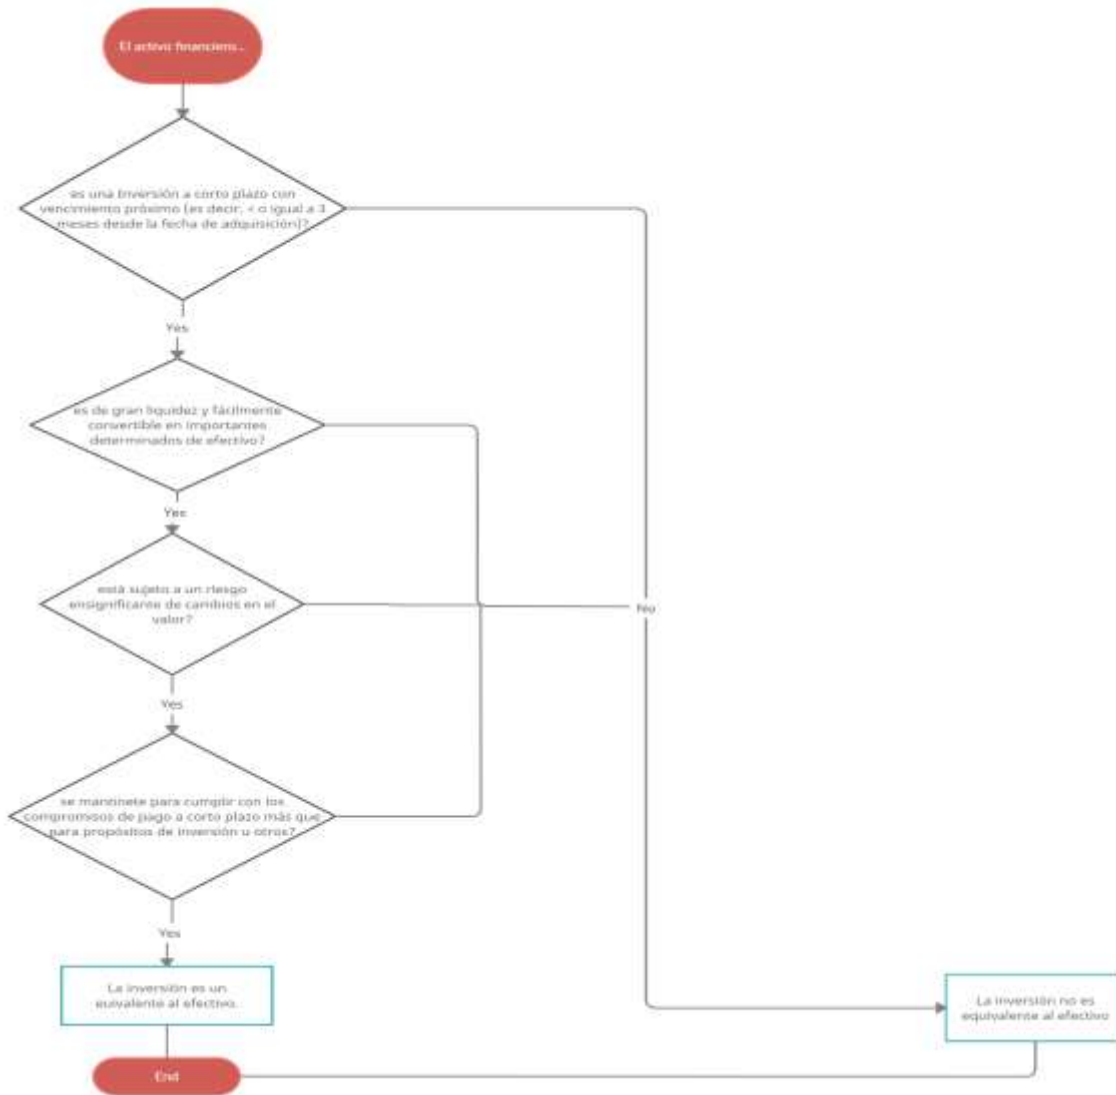 El activo financiens...
es una Inversión a corto plazo con
vencimiento próximo (es decir, < o igual a 3
meses desde la fecha de adquisición)?
Yes
es de gran liquidez y fácilmente
convertible en importantes
determinados de efectivo?
Yes
está sujeto a un riesgo
ensignificante de cambios en el
valor?
No
Yes
se mantinete para cumplir con los
compromisos de pago a corto plazo más que
para propósitos de inversión u otros?
Yes
La inversión es un
euivalente al efectivo.
La inversión no es
equivalente al efectivo
End